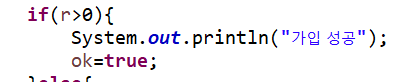 if(r>0){
System.out.println("가입 성공");
ok=true;
}else{